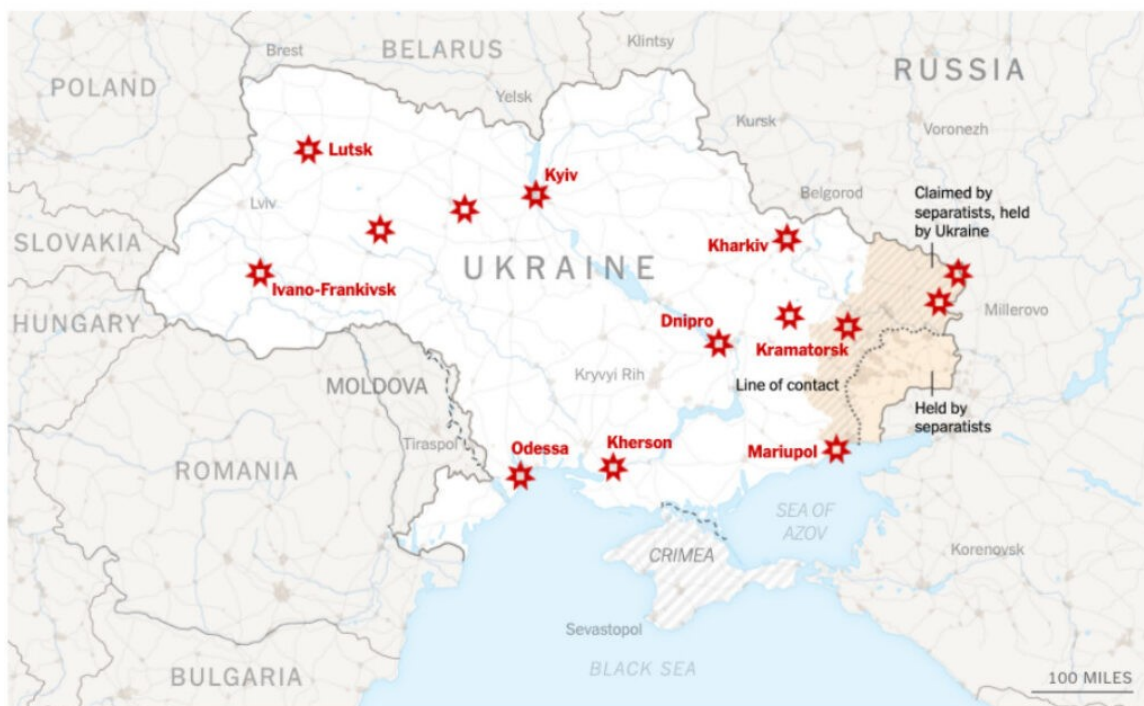 BELARUS
Klintsy
Brest
RUSSIA
POLAND
Yelsk
Kursk
Voronezh
Lutsk
Kyiv
Belgorod
Claimed by
separatists, held
by Ukraine
Lviv
SLOVAKIA
Kharkiv
UKRAINE
Ivano-Frankivsk
Millerovo
HUNGARY
Dnipro
Kramatorsk
Kryvyi Rih
Line of contact
MOLDOVA
Held by
separatists
Tiraspol
Odessa
Kherson
Mariupol
ROMANIA
SEA OF
AZOV
CRIMEA
Korenovsk
Sevastopol
BLACK SEA
BULGARIA
100 MILES